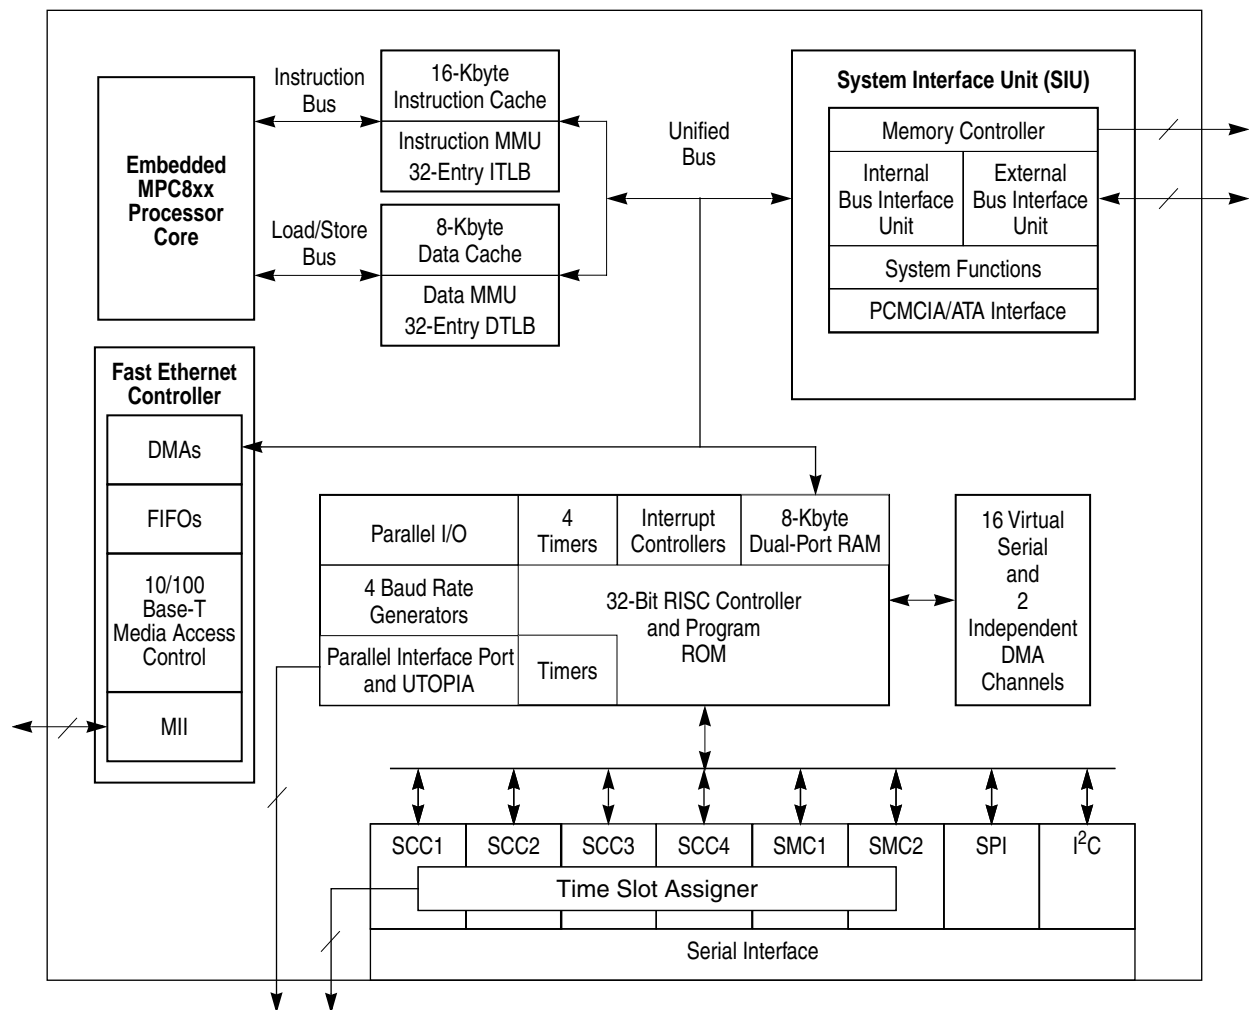 Embedded
MPC8xx
Processor
Core
Instruction
Bus
Load/Store
Bus
16-Kbyte
Instruction Cache
Instruction MMU
32-Entry ITLB
8-Kbyte
Data Cache
Data MMU
32-Entry DTLB
Unified
Bus
System Interface Unit (SIU)
Memory Controller
Internal
Bus Interface
Unit
External
Bus Interface
Unit
System Functions
PCMCIA/ATA Interface
Fast Ethernet
Controller
DMAs
FIFOs
10/100
Base-T
Media Access
Control
MII
Parallel I/O
4
Timers
Interrupt
Controllers
8-Kbyte
Dual-Port RAM
4 Baud Rate
Generators
32-Bit RISC Controller
and Program
ROM
Parallel Interface Port
and UTOPIA
Timers
16 Virtual
Serial
and
2
Independent
DMA
Channels
SCC1
SCC2
SCC3
SCC4
SMC1
SMC2
SPI
I²C
Time Slot Assigner
Serial Interface